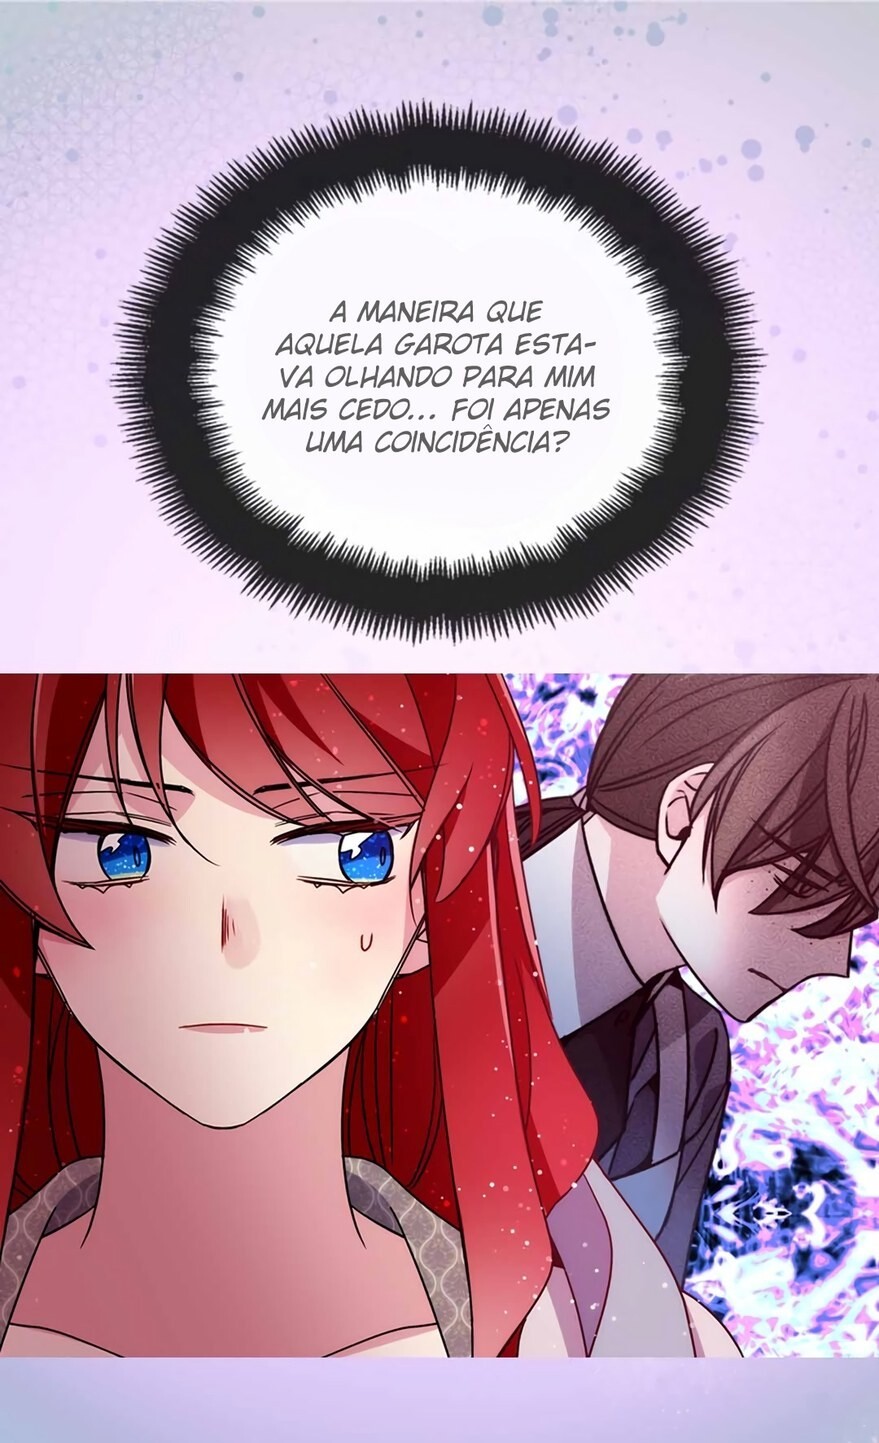 A MANEIRA QUE
AQUELA GAROTA ESTA-
VA OLHANDO PARA MIM
MAIS CEDO... FOI APENAS
UMA COINCIDÊNCIA?